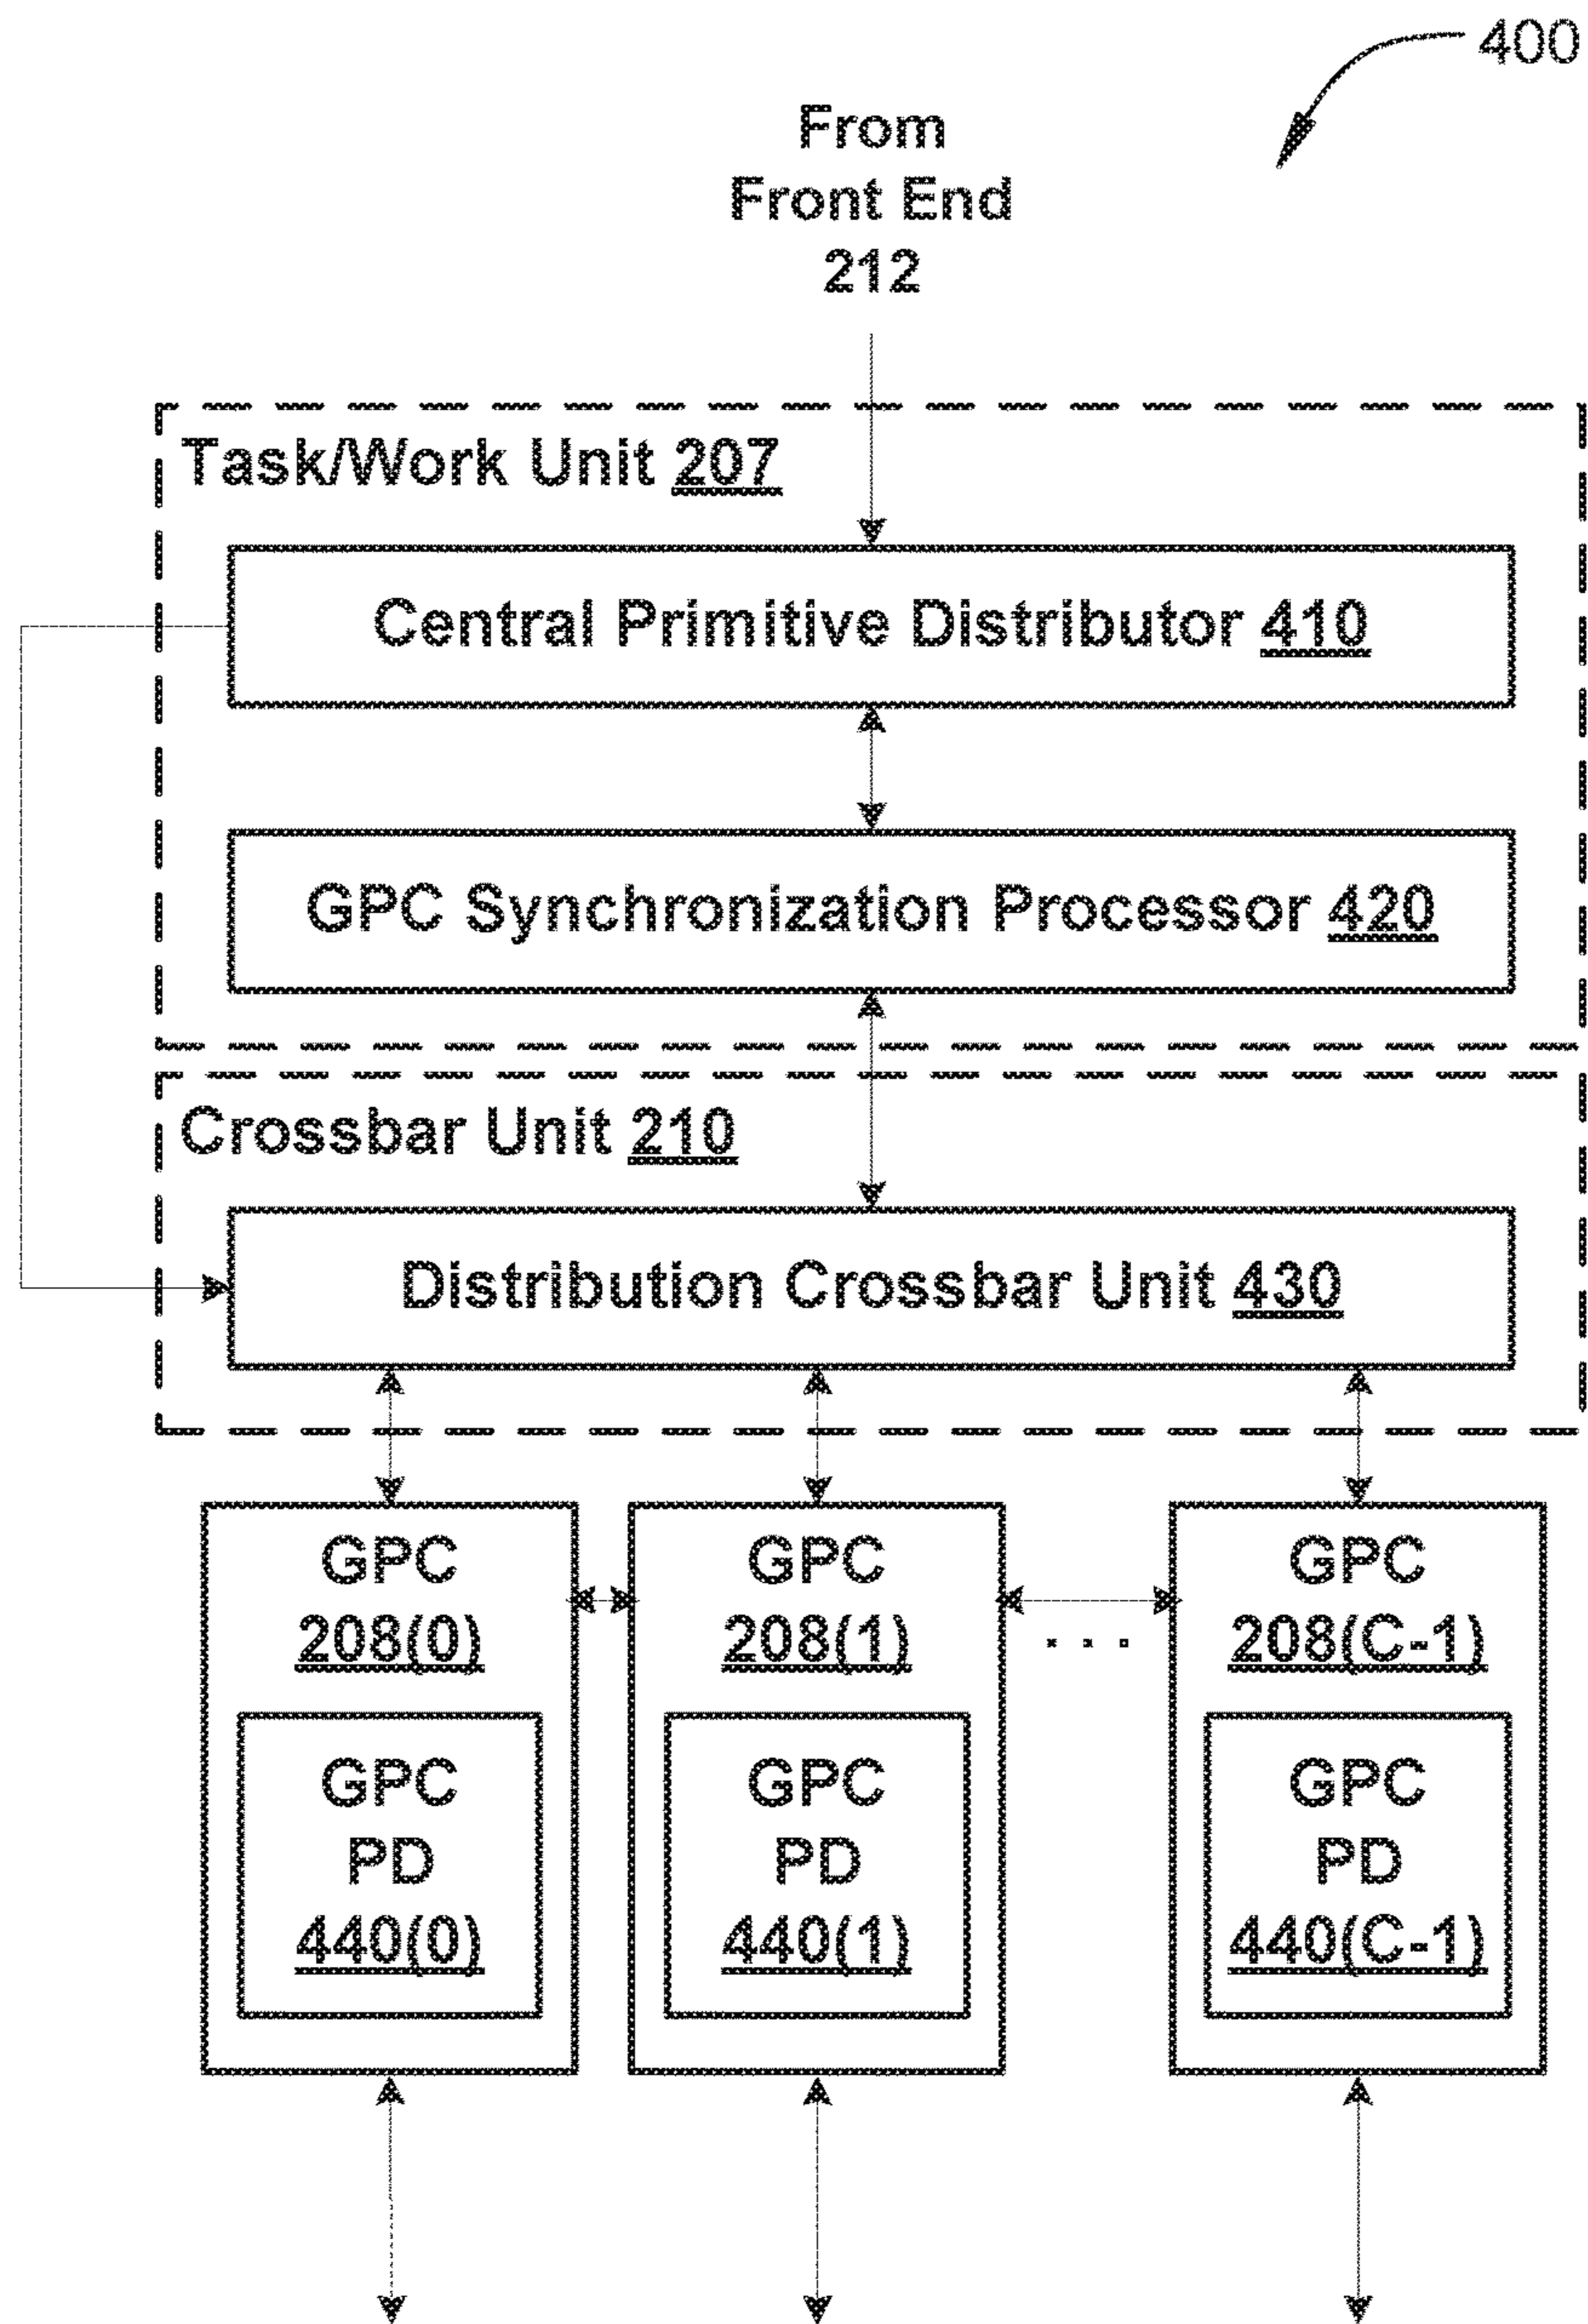 400
From
Front End
212
Task/Work Unit 207
Central Primitive Distributor 410
GPC Synchronization Processor 420
Crossbar Unit 210
Distribution Crossbar Unit 430
GPC
208(0)
GPC
PD
440(0)
GPC
208(1)
GPC
PD
440(1)
. . .
GPC
208(C-1)
GPC
PD
440(C-1)